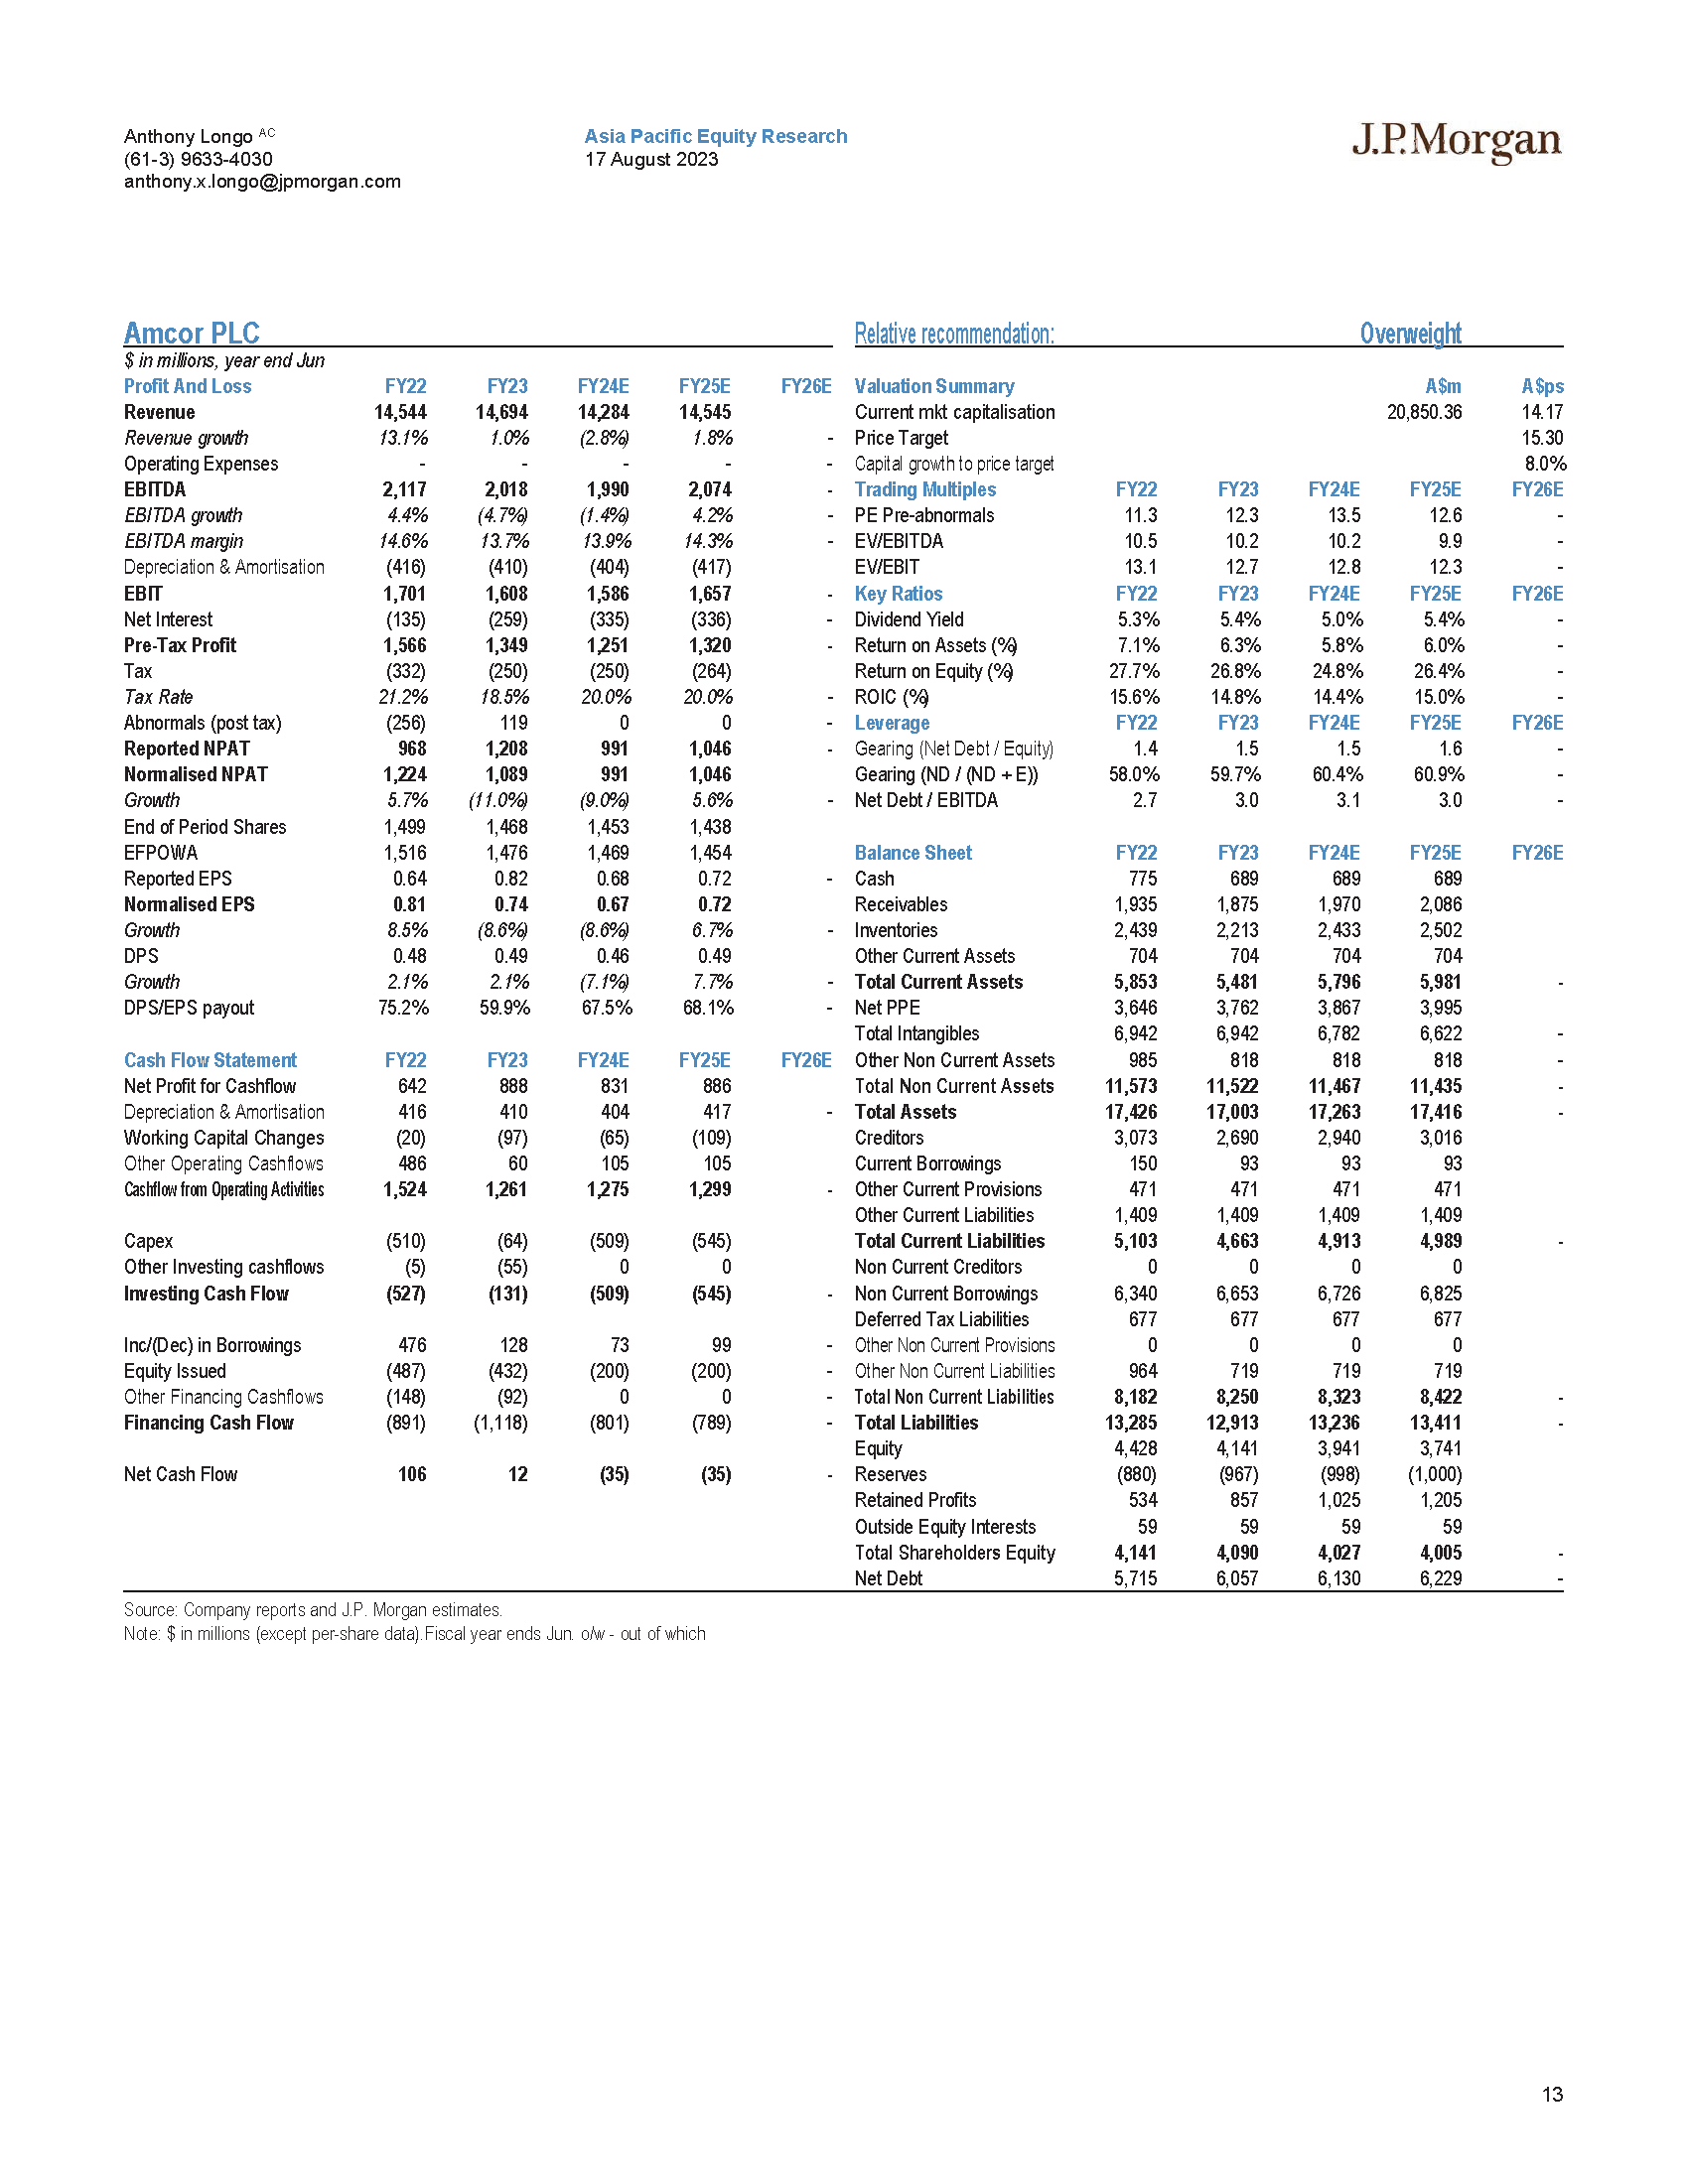 Anthony Longo AC
(61-3) 9633-4030
anthony.x.longo@jpmorgan.com
Asia Pacific Equity Research
17 August 2023
J.P.Morgan
Amcor PLC
$ in millions, year end Jun
Profit And Loss FY22 FY23 FY24E FY25E FY26E
Revenue 14,544 14,694 14,284 14,545
Revenue growth 13.1% 1.0% (2.8%) 1.8% -
Operating Expenses - - - - -
EBITDA 2,117 2,018 1,990 2,074 -
EBITDA growth 4.4% (4.7%) (1.4%) 4.2% -
EBITDA margin 14.6% 13.7% 13.9% 14.3% -
Depreciation & Amortisation (416) (410) (404) (417)
EBIT 1,701 1,608 1,586 1,657 -
Net Interest (135) (259) (335) (336) -
Pre-Tax Profit 1,566 1,349 1,251 1,320 -
Tax (332) (250) (250) (264)
Tax Rate 21.2% 18.5% 20.0% 20.0% -
Abnormals (post tax) (256) 119 0 0 -
Reported NPAT 968 1,208 991 1,046 -
Normalised NPAT 1,224 1,089 991 1,046
Growth 5.7% (11.0%) (9.0%) 5.6% -
End of Period Shares 1,499 1,468 1,453 1,438
EFPOWA 1,516 1,476 1,469 1,454
Reported EPS 0.64 0.82 0.68 0.72 -
Normalised EPS 0.81 0.74 0.67 0.72
Growth 8.5% (8.6%) (8.6%) 6.7% -
DPS 0.48 0.49 0.46 0.49
Growth 2.1% 2.1% (7.1%) 7.7% -
DPS/EPS payout 75.2% 59.9% 67.5% 68.1% -
Cash Flow Statement FY22 FY23 FY24E FY25E FY26E
Net Profit for Cashflow 642 888 831 886
Depreciation & Amortisation 416 410 404 417 -
Working Capital Changes (20) (97) (65) (109)
Other Operating Cashflows 486 60 105 105
Cashflow from Operating Activities 1,524 1,261 1,275 1,299 -
Capex (510) (64) (509) (545)
Other Investing cashflows (5) (55) 0 0
Investing Cash Flow (527) (131) (509) (545) -
Inc/(Dec) in Borrowings 476 128 73 99 -
Equity Issued (487) (432) (200) (200) -
Other Financing Cashflows (148) (92) 0 0 -
Financing Cash Flow (891) (1,118) (801) (789) -
Net Cash Flow 106 12 (35) (35) -
Relative recommendation: Overweight
Valuation Summary A$m A$ps
Current mkt capitalisation 20,850.36 14.17
Price Target 15.30
Capital growth to price target 8.0%
Trading Multiples FY22 FY23 FY24E FY25E FY26E
PE Pre-abnormals 11.3 12.3 13.5 12.6 -
EV/EBITDA 10.5 10.2 10.2 9.9 -
EV/EBIT 13.1 12.7 12.8 12.3 -
Key Ratios FY22 FY23 FY24E FY25E FY26E
Dividend Yield 5.3% 5.4% 5.0% 5.4% -
Return on Assets (%) 7.1% 6.3% 5.8% 6.0% -
Return on Equity (%) 27.7% 26.8% 24.8% 26.4% -
ROIC (%) 15.6% 14.8% 14.4% 15.0% -
Leverage FY22 FY23 FY24E FY25E FY26E
Gearing (Net Debt / Equity) 1.4 1.5 1.5 1.6 -
Gearing (ND / (ND + E)) 58.0% 59.7% 60.4% 60.9% -
Net Debt / EBITDA 2.7 3.0 3.1 3.0 -
Balance Sheet FY22 FY23 FY24E FY25E FY26E
Cash 775 689 689 689
Receivables 1,935 1,875 1,970 2,086
Inventories 2,439 2,213 2,433 2,502
Other Current Assets 704 704 704 704
Total Current Assets 5,853 5,481 5,796 5,981 -
Net PPE 3,646 3,762 3,867 3,995
Total Intangibles 6,942 6,942 6,782 6,622 -
Other Non Current Assets 985 818 818 818 -
Total Non Current Assets 11,573 11,522 11,467 11,435 -
Total Assets 17,426 17,003 17,263 17,416 -
Creditors 3,073 2,690 2,940 3,016
Current Borrowings 150 93 93 93
Other Current Provisions 471 471 471 471
Other Current Liabilities 1,409 1,409 1,409 1,409
Total Current Liabilities 5,103 4,663 4,913 4,989 -
Non Current Creditors 0 0 0 0
Non Current Borrowings 6,340 6,653 6,726 6,825
Deferred Tax Liabilities 677 677 677 677
Other Non Current Provisions 0 0 0 0
Other Non Current Liabilities 964 719 719 719
Total Non Current Liabilities 8,182 8,250 8,323 8,422 -
Total Liabilities 13,285 12,913 13,236 13,411 -
Equity 4,428 4,141 3,941 3,741
Reserves (880) (967) (998) (1,000)
Retained Profits 534 857 1,025 1,205
Outside Equity Interests 59 59 59 59
Total Shareholders Equity 4,141 4,090 4,027 4,005 -
Net Debt 5,715 6,057 6,130 6,229 -
Source: Company reports and J.P. Morgan estimates.
Note: $ in millions (except per-share data).Fiscal year ends Jun. o/w - out of which
13